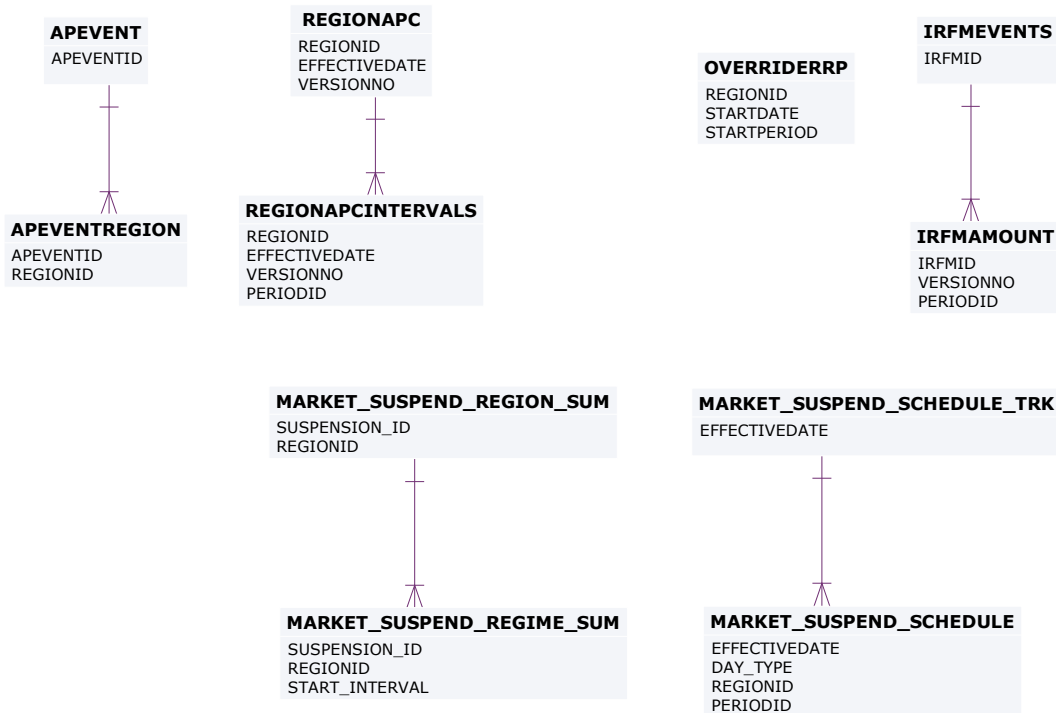 APEVENT
APEVENTID
REGIONAPC
REGIONID
EFFECTIVEDATE
VERSIONNO
OVERRIDERRP
REGIONID
STARTDATE
STARTPERIOD
IRFMEVENTS
IRFMID
APEVENTREGION
APEVENTID
REGIONID
REGIONAPCINTERVALS
REGIONID
EFFECTIVEDATE
VERSIONNO
PERIODID
IRFMAMOUNT
IRFMID
VERSIONNO
PERIODID
MARKET_SUSPEND_REGION_SUM
SUSPENSION_ID
REGIONID
MARKET_SUSPEND_SCHEDULE_TRK
EFFECTIVEDATE
MARKET_SUSPEND_REGIME_SUM
SUSPENSION_ID
REGIONID
START_INTERVAL
MARKET_SUSPEND_SCHEDULE
EFFECTIVEDATE
DAY_TYPE
REGIONID
PERIODID